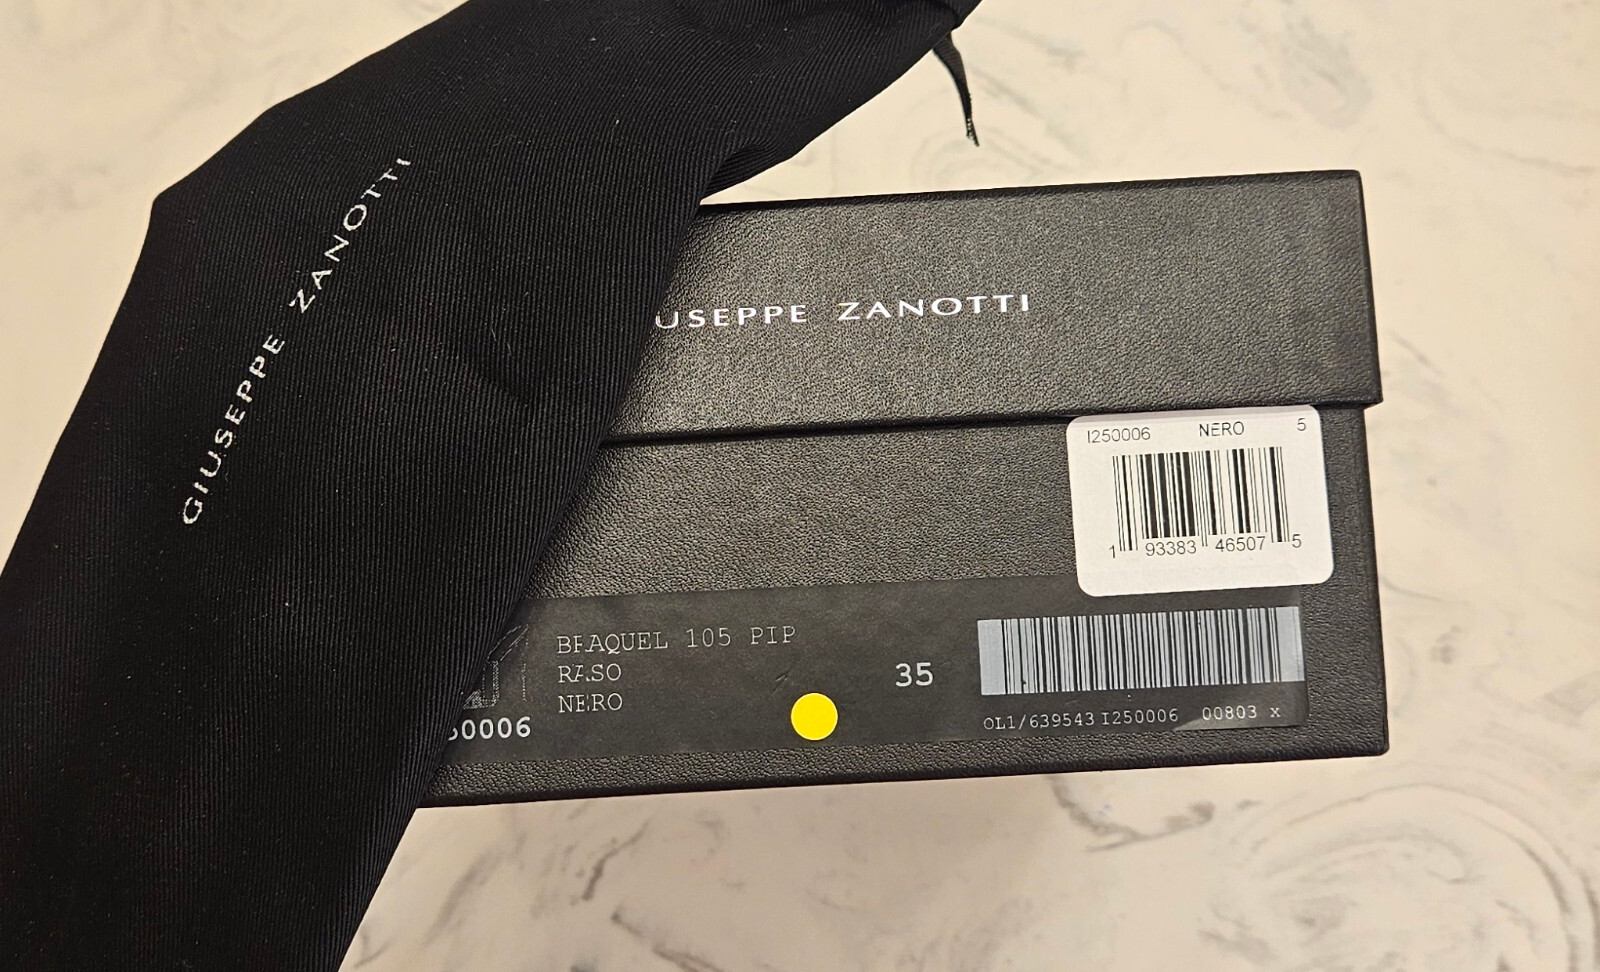 GIUSEPPE ZANOTTI
USEPPE ZANOTTI
I250006 NERO 5
1 93383 46507 5
BRAQUEL 105 PIP
RASO
NERO
50006
35
OL1/639543 I250006 00803 x